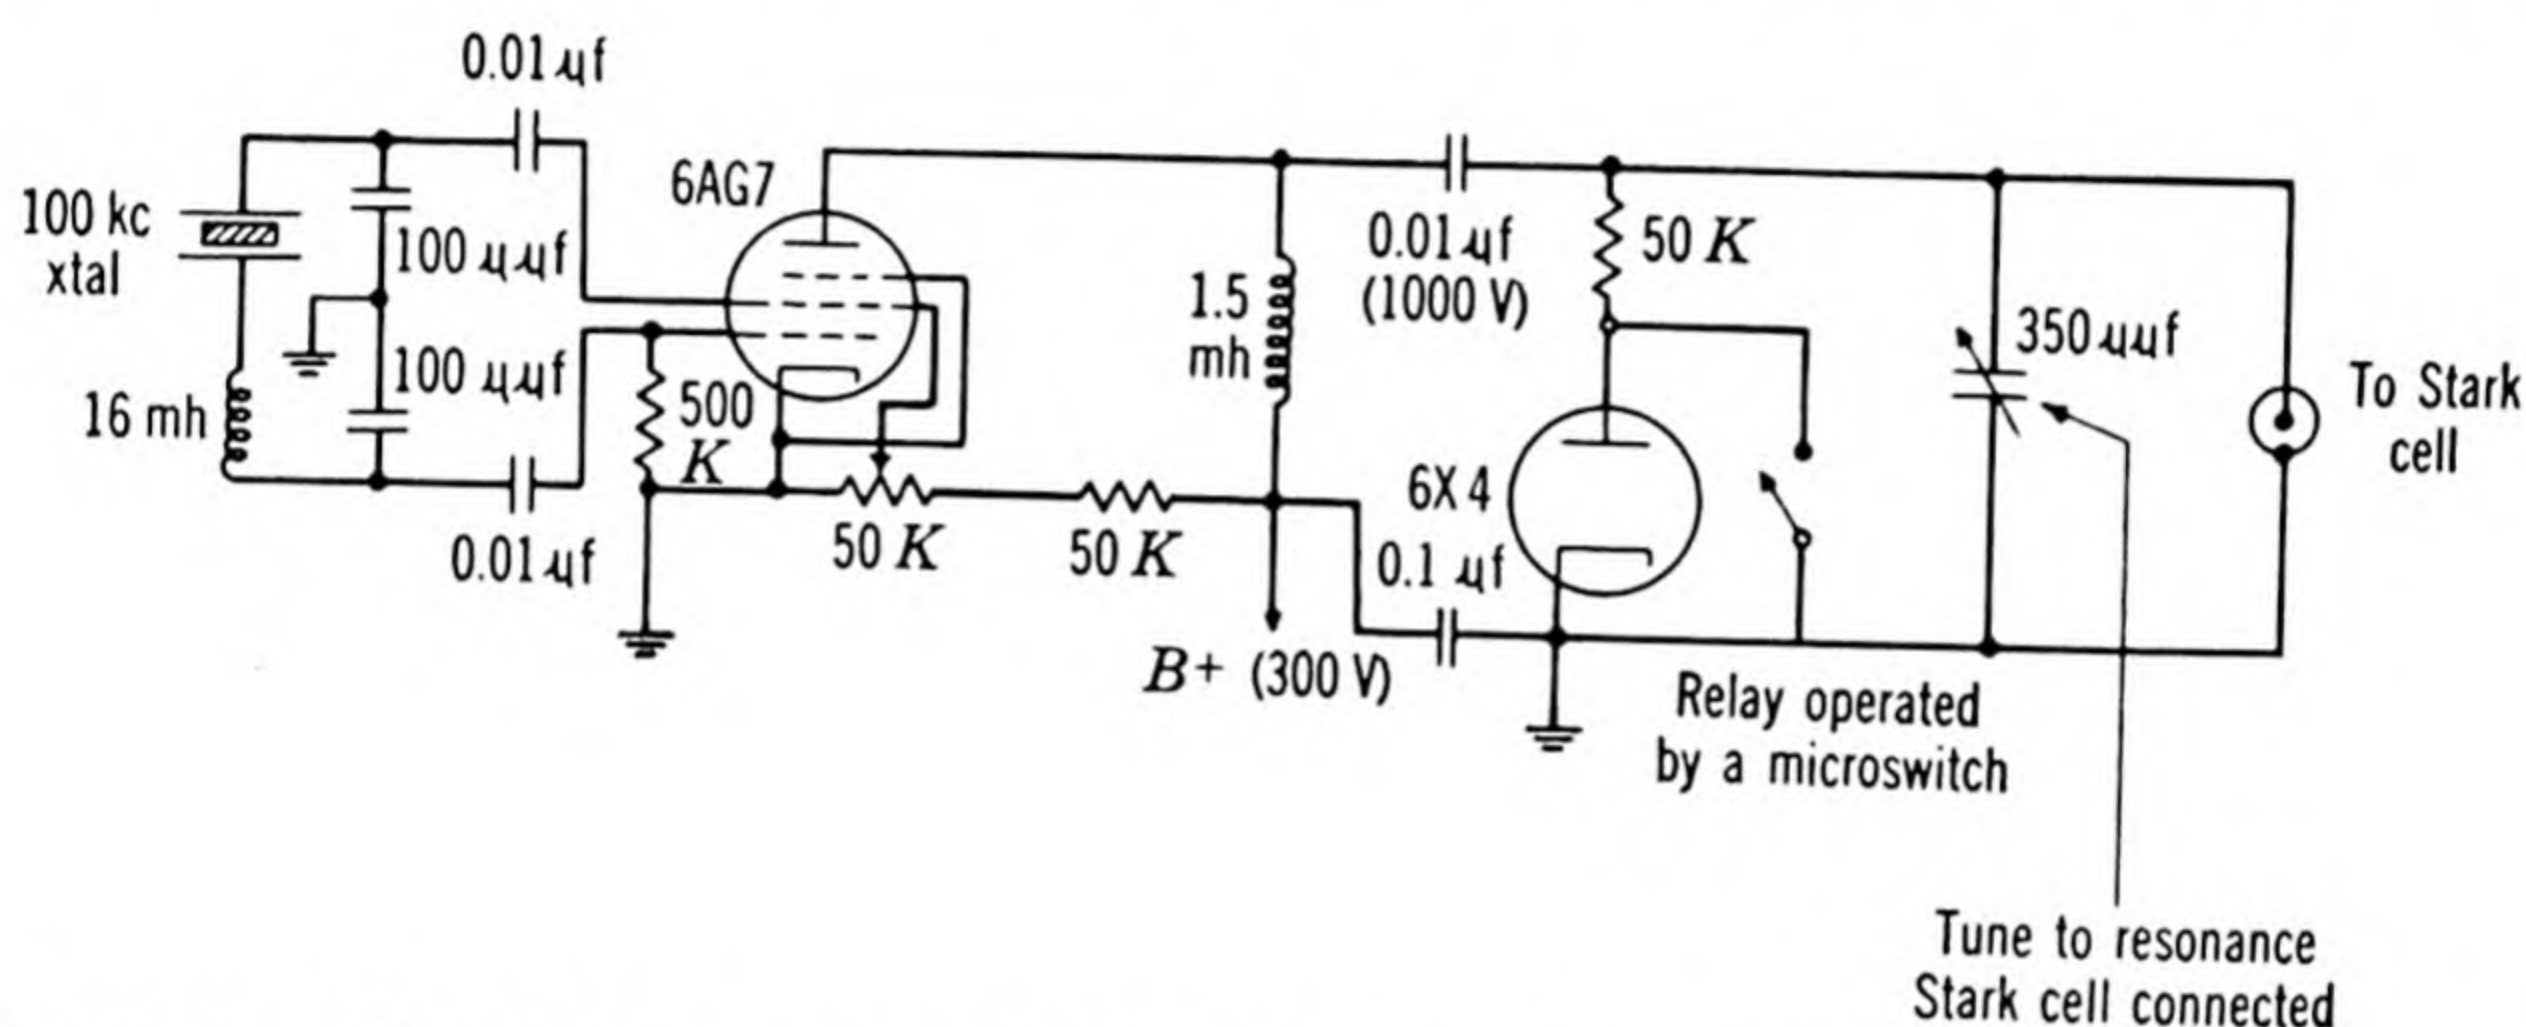 0.01 μf
6AG7
100 kc
xtal
100 μμf
0.01 μf
(1000 V)
50 K
1.5
mh
350 μμf
100 μμf
16 mh
500
K
To Stark
cell
6X4
50 K
50 K
0.1 μf
0.01 μf
B+ (300 V)
Relay operated
by a microswitch
Tune to resonance
Stark cell connected